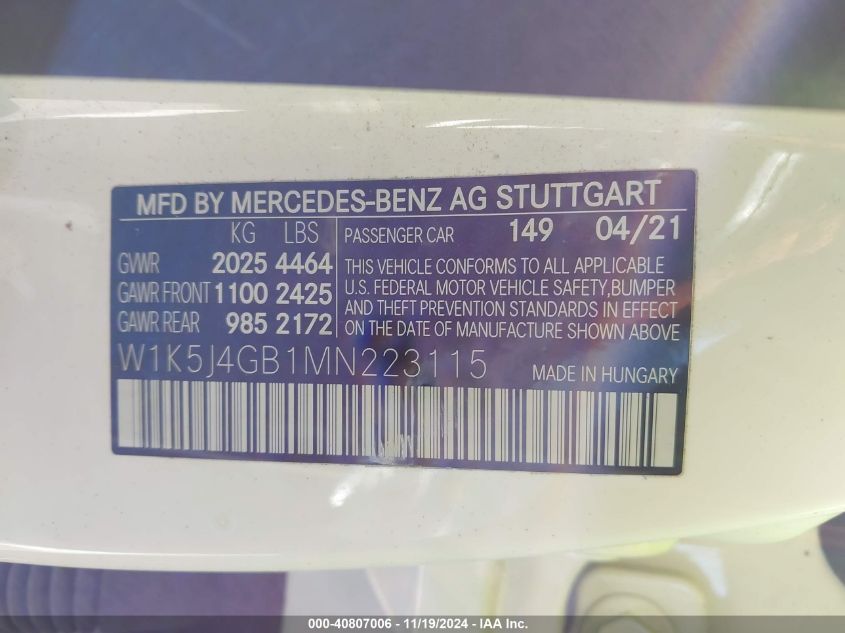 MFD BY MERCEDES-BENZ AG STUTTGART
KG LBS
GVWR 2025 4464
GAWR FRONT 1100 2425
GAWR REAR 985 2172
PASSENGER CAR 149 04/21
THIS VEHICLE CONFORMS TO ALL APPLICABLE
U.S. FEDERAL MOTOR VEHICLE SAFETY,BUMPER
AND THEFT PREVENTION STANDARDS IN EFFECT
ON THE DATE OF MANUFACTURE SHOWN ABOVE
W1K5J4GB1MN223115
MADE IN HUNGARY
000-40807006 - 11/19/2024 - IAA Inc.